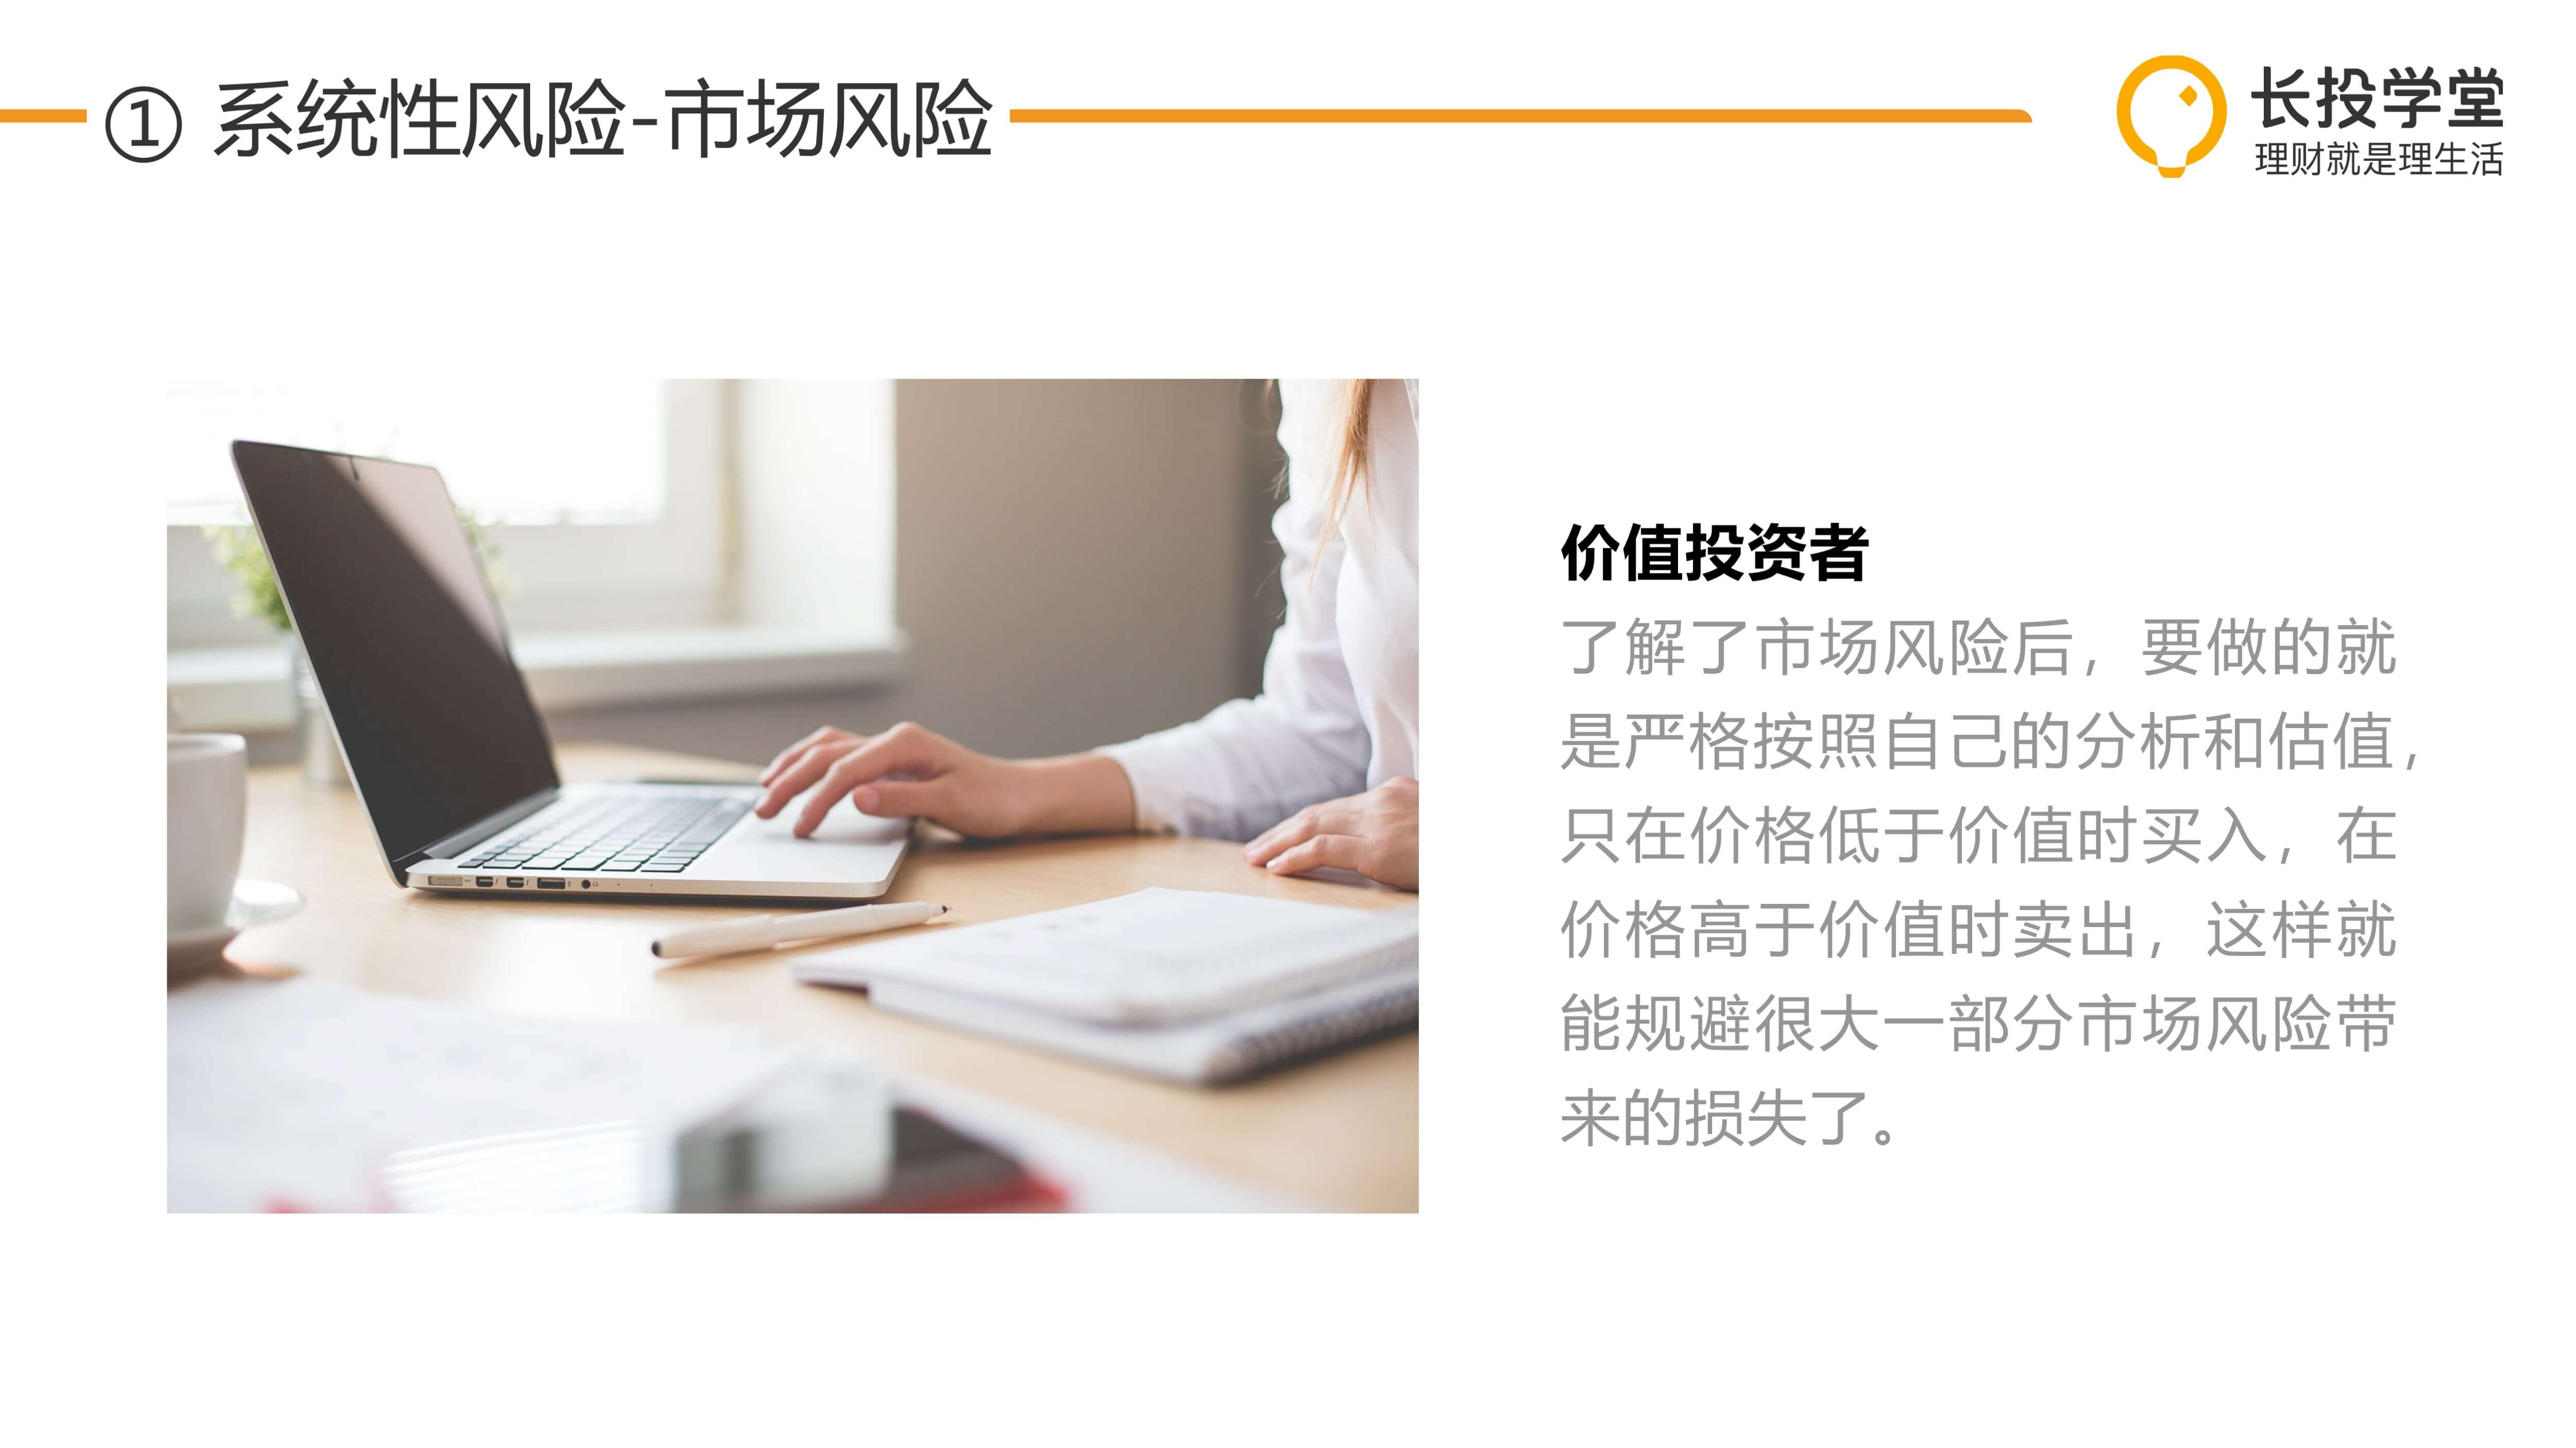 ① 系统性风险-市场风险
长投学堂
理财就是理生活
价值投资者
了解了市场风险后，要做的就
是严格按照自己的分析和估值，
只在价格低于价值时买入，在
价格高于价值时卖出，这样就
能规避很大一部分市场风险带
来的损失了。